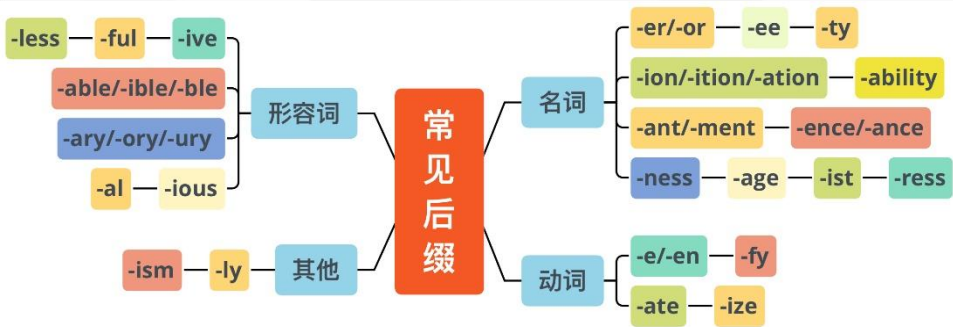 常见后缀
形容词
-less -ful -ive
-able/-ible/-ble
-ary/-ory/-ury
-al -ious
其他
-ism -ly
名词
-er/-or -ee -ty
-ion/-ition/-ation -ability
-ant/-ment -ence/-ance
-ness -age -ist -ress
动词
-e/-en -fy
-ate -ize